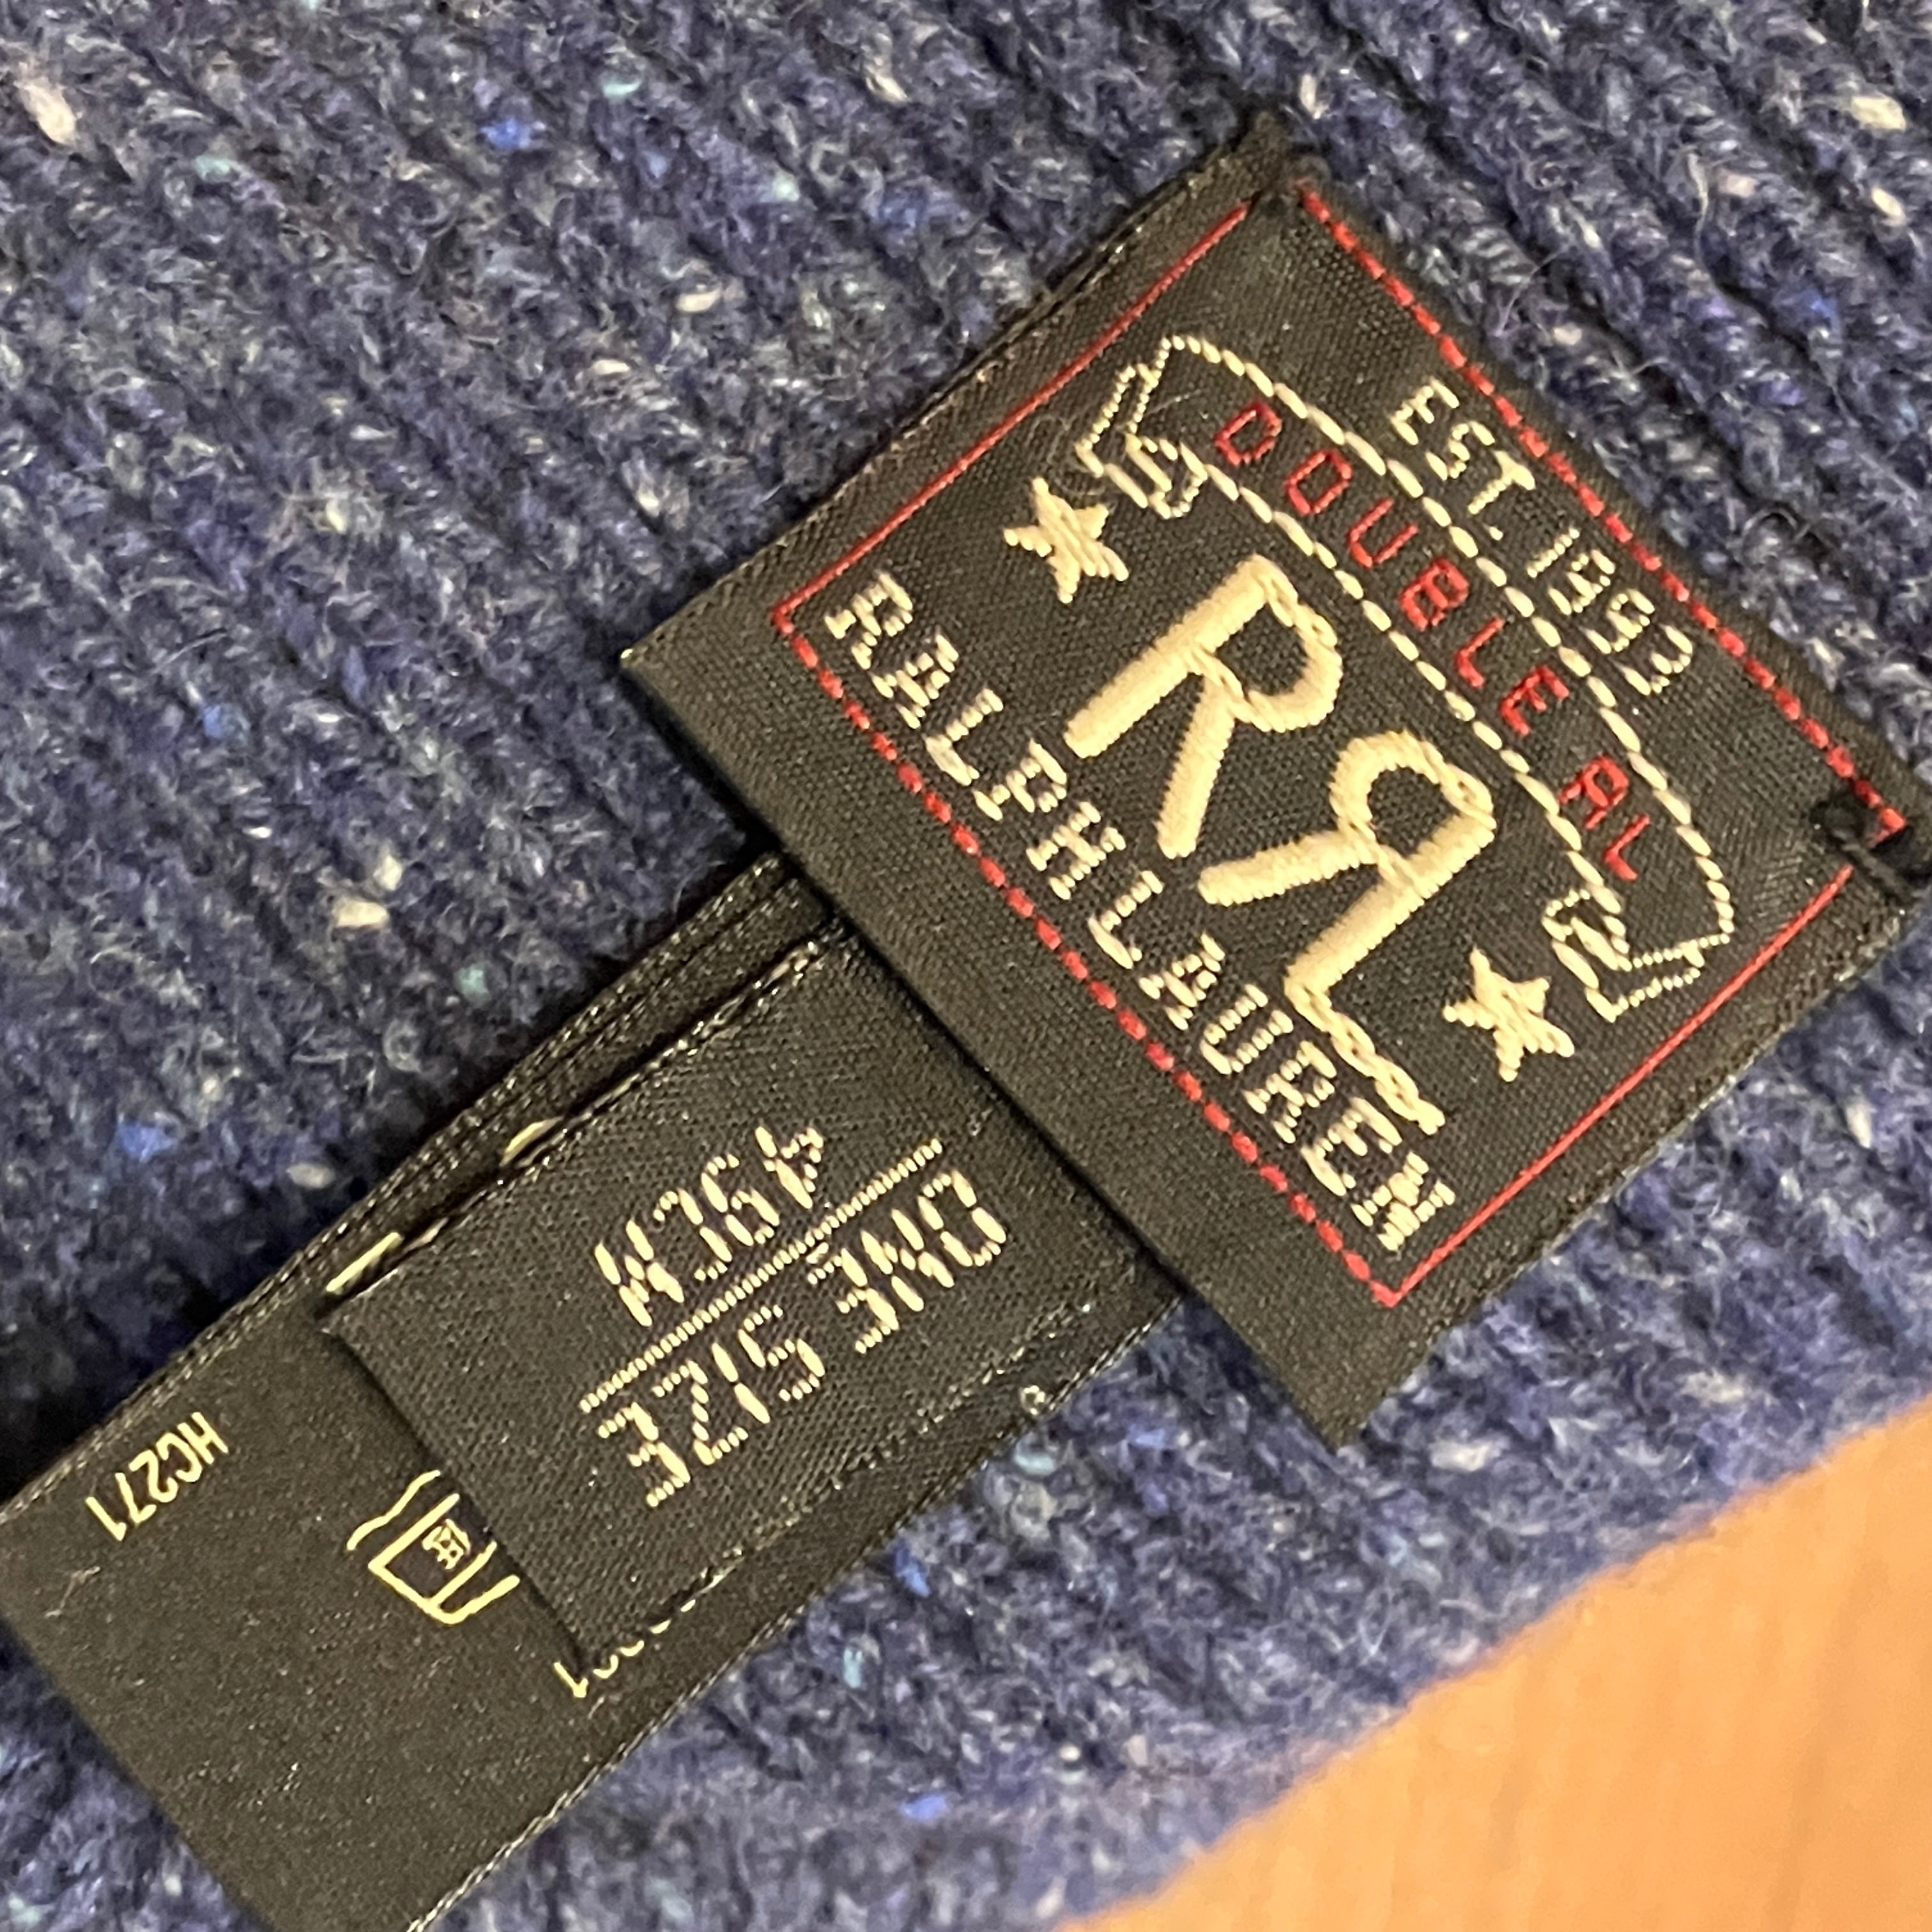 EST. 1993
DOUBLE RL
RRL
RALPH LAUREN
ONE SIZE
49CM
HC271